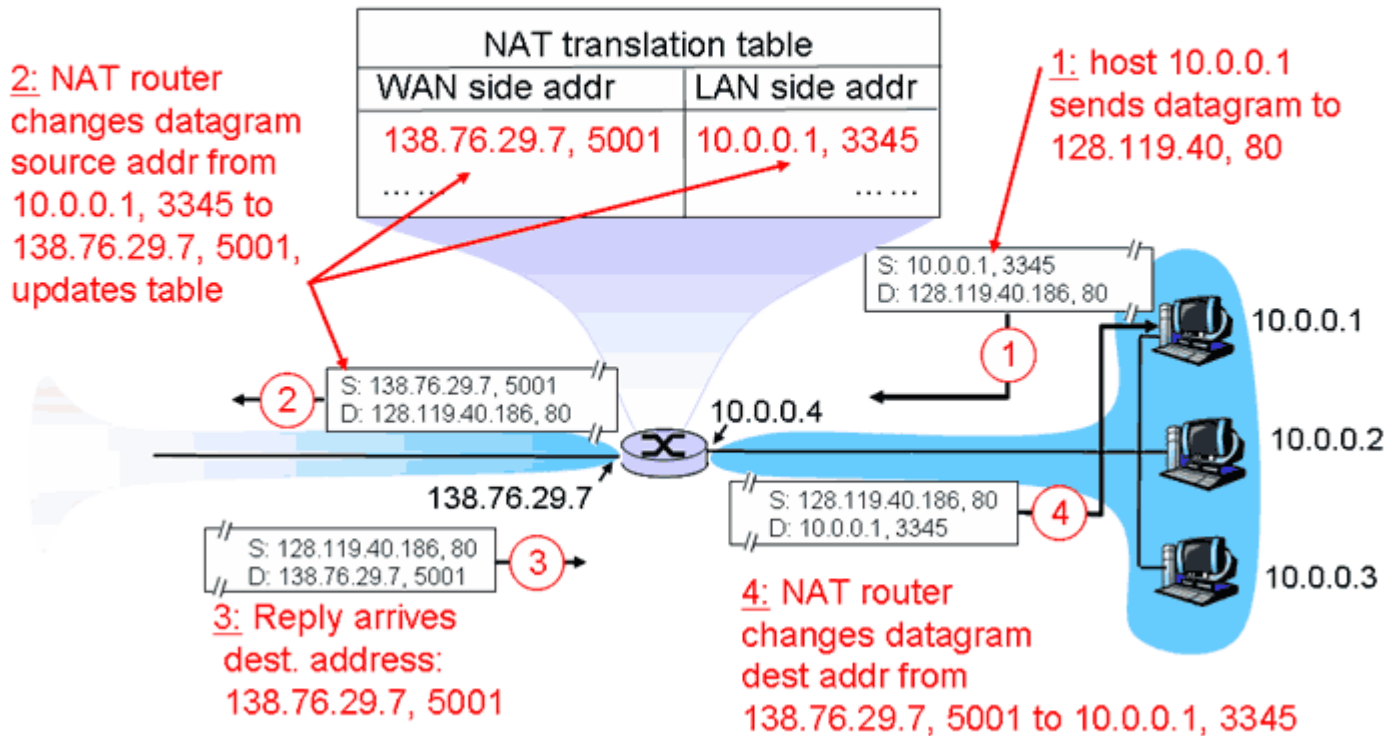 NAT translation table
WAN side addr LAN side addr
138.76.29.7, 5001 10.0.0.1, 3345
... ... ... ...
2: NAT router
changes datagram
source addr from
10.0.0.1, 3345 to
138.76.29.7, 5001,
updates table
1: host 10.0.0.1
sends datagram to
128.119.40, 80
S: 10.0.0.1, 3345
D: 128.119.40.186, 80
1
10.0.0.1
2
S: 138.76.29.7, 5001
D: 128.119.40.186, 80
10.0.0.4
10.0.0.2
138.76.29.7
S: 128.119.40.186, 80
D: 10.0.0.1, 3345
4
S: 128.119.40.186, 80
D: 138.76.29.7, 5001
3
10.0.0.3
3: Reply arrives
dest. address:
138.76.29.7, 5001
4: NAT router
changes datagram
dest addr from
138.76.29.7, 5001 to 10.0.0.1, 3345